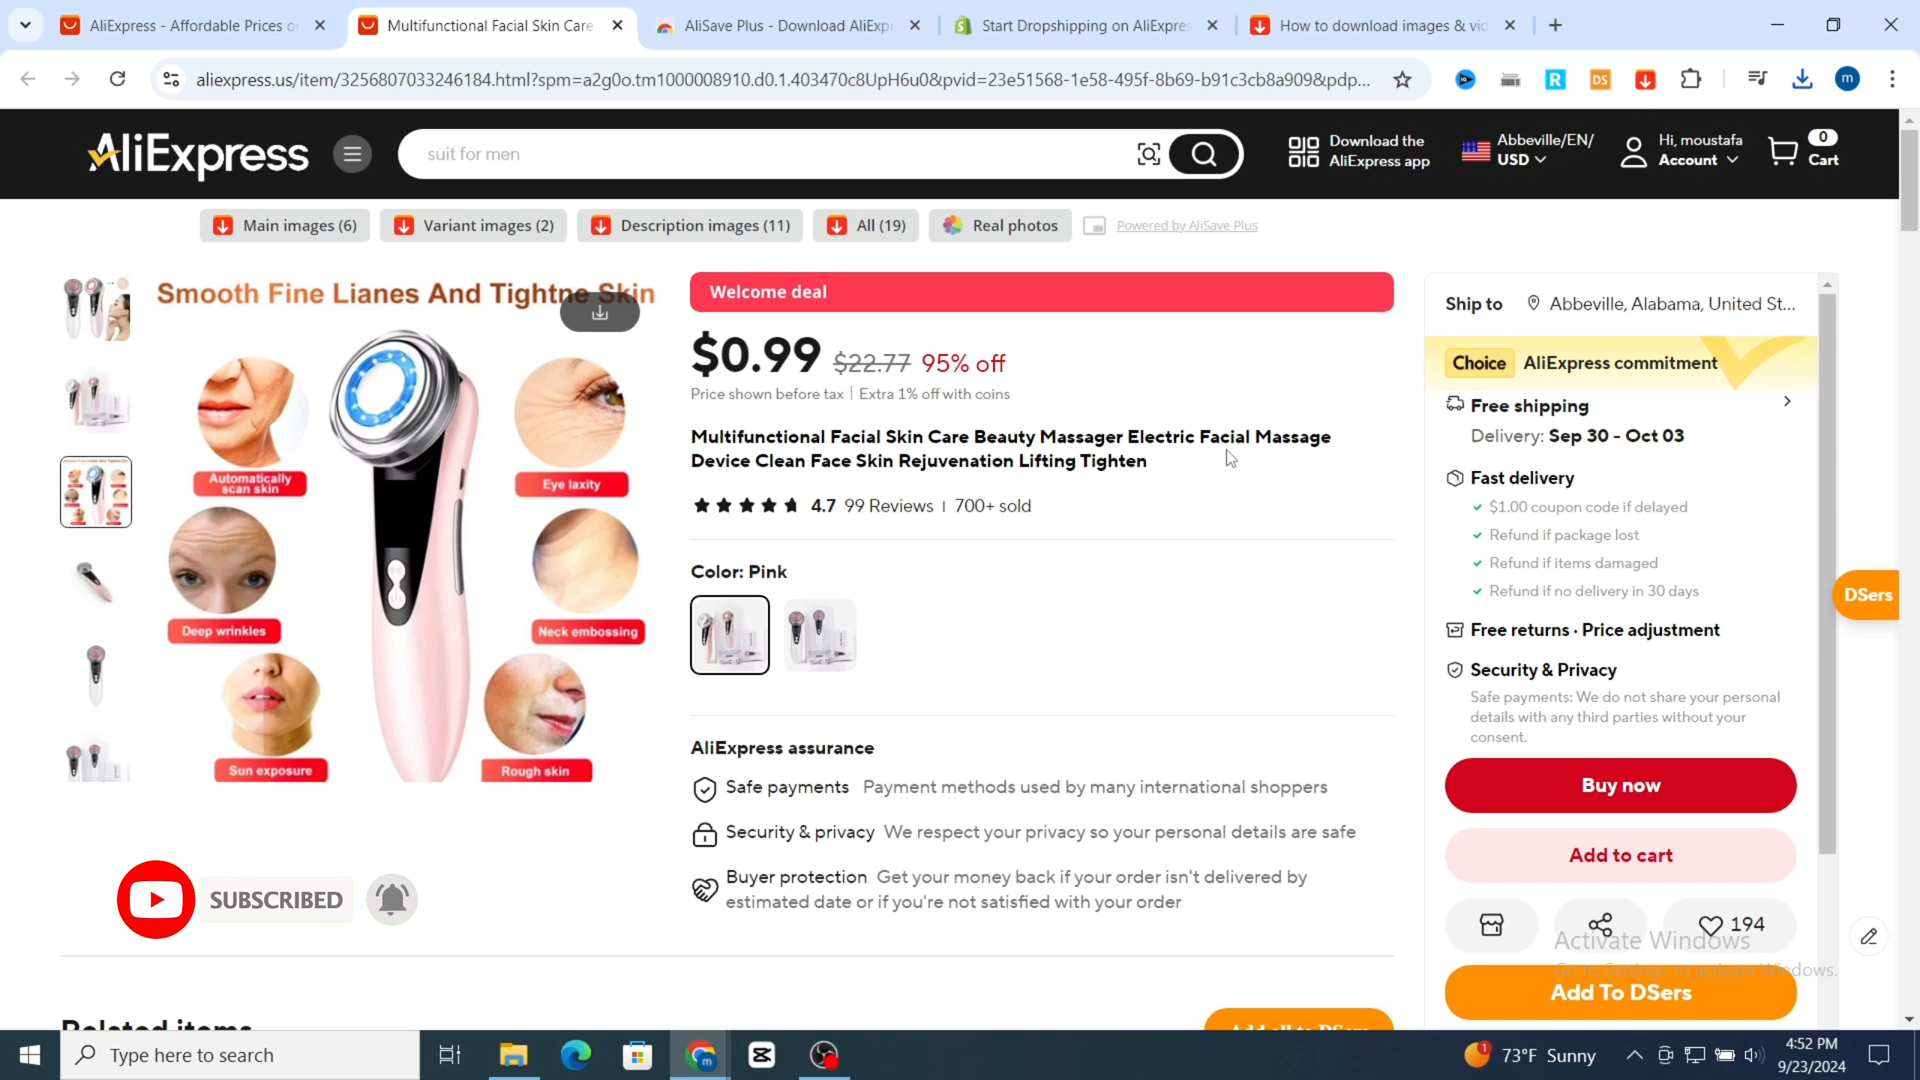 AliExpress - Affordable Prices o
Multifunctional Facial Skin Care
AliSave Plus - Download AliExpr
Start Dropshipping on AliExpres
How to download images & vid
aliexpress.us/item/3256807033246184.html?spm=a2g0o.tm1000008910.d0.1.403470c8UpH6u0&pvid=23e51568-1e58-495f-8b69-b91c3cb8a909&pdp...
R
DS
m
AliExpress
suit for men
Download the
AliExpress app
Abbeville/EN/
USD
Hi, moustafa
Account
0
Cart
Main images (6)
Variant images (2)
Description images (11)
All (19)
Real photos
Powered by AliSave Plus
Smooth Fine Lianes And Tightne Skin
Automatically
scan skin
Eye laxity
Deep wrinkles
Neck embossing
Sun exposure
Rough skin
SUBSCRIBED
Welcome deal
$0.99 $22.77 95% off
Price shown before tax | Extra 1% off with coins
Multifunctional Facial Skin Care Beauty Massager Electric Facial Massage
Device Clean Face Skin Rejuvenation Lifting Tighten
4.7 99 Reviews | 700+ sold
Color: Pink
AliExpress assurance
Safe payments Payment methods used by many international shoppers
Security & privacy We respect your privacy so your personal details are safe
Buyer protection Get your money back if your order isn't delivered by
estimated date or if you're not satisfied with your order
Related items
Add all to DSers
Ship to Abbeville, Alabama, United St...
Choice AliExpress commitment
Free shipping
Delivery: Sep 30 - Oct 03
Fast delivery
$1.00 coupon code if delayed
Refund if package lost
Refund if items damaged
Refund if no delivery in 30 days
Free returns · Price adjustment
Security & Privacy
Safe payments: We do not share your personal
details with any third parties without your
consent.
Buy now
Add to cart
194
Activate Windows
Go to Settings to activate Windows.
Add To DSers
DSers
Type here to search
m
1
73°F Sunny
4:52 PM
9/23/2024